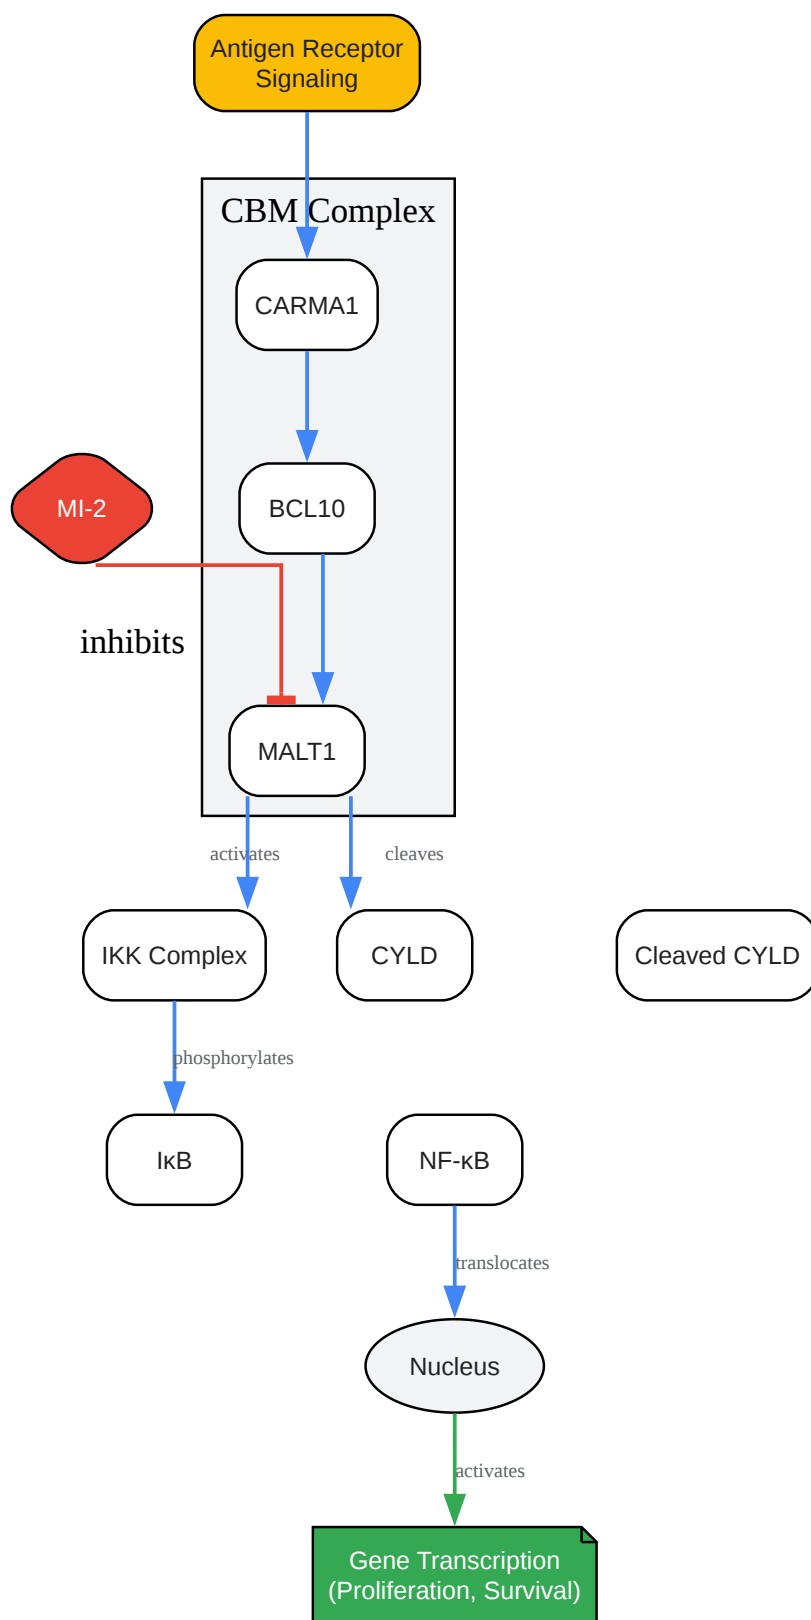 Antigen Receptor
Signaling
CBM Complex
CARMA1
BCL10
MI-2
inhibits
MALT1
activates
cleaves
IKK Complex
CYLD
Cleaved CYLD
phosphorylates
IκB
NF-κB
translocates
Nucleus
activates
Gene Transcription
(Proliferation, Survival)